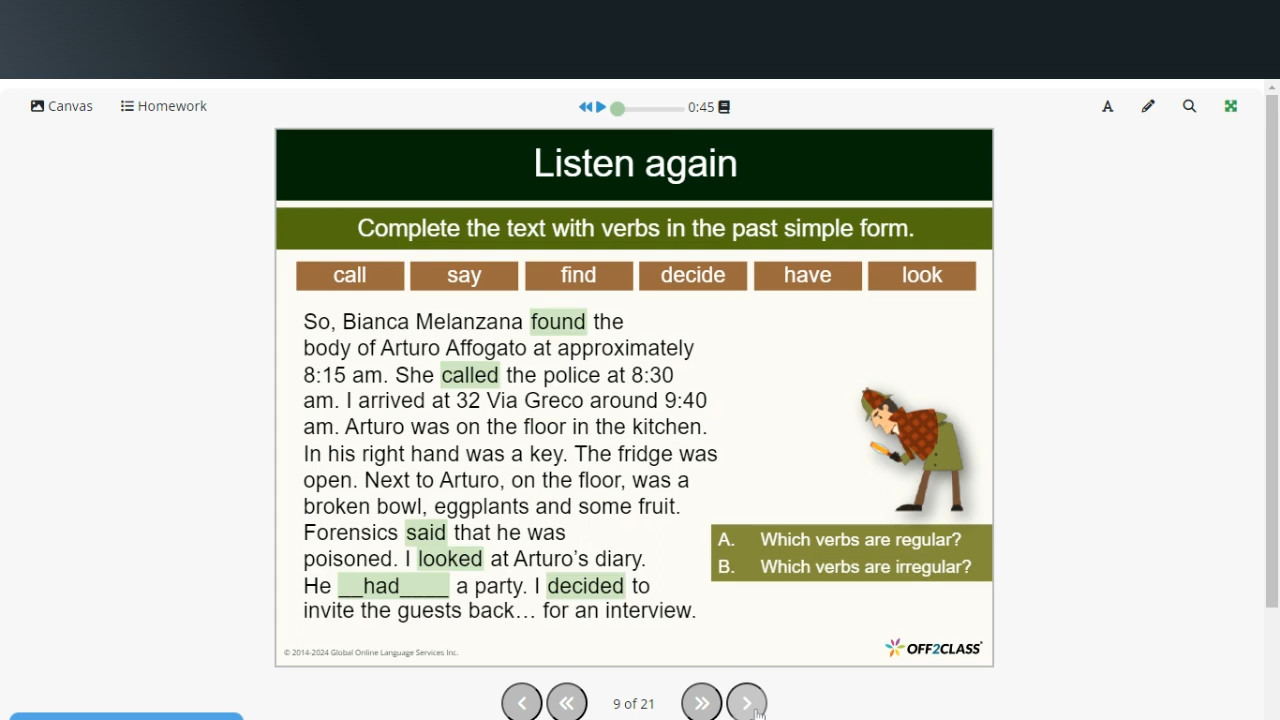 Canvas Homework 0:45 A
Listen again
Complete the text with verbs in the past simple form.
call say find decide have look
So, Bianca Melanzana found the
body of Arturo Affogato at approximately
8:15 am. She called the police at 8:30
am. I arrived at 32 Via Greco around 9:40
am. Arturo was on the floor in the kitchen.
In his right hand was a key. The fridge was
open. Next to Arturo, on the floor, was a
broken bowl, eggplants and some fruit.
Forensics said that he was
poisoned. I looked at Arturo’s diary.
He __had____ a party. I decided to
invite the guests back… for an interview.
A. Which verbs are regular?
B. Which verbs are irregular?
© 2014-2024 Global Online Language Services Inc.
OFF2CLASS
9 of 21